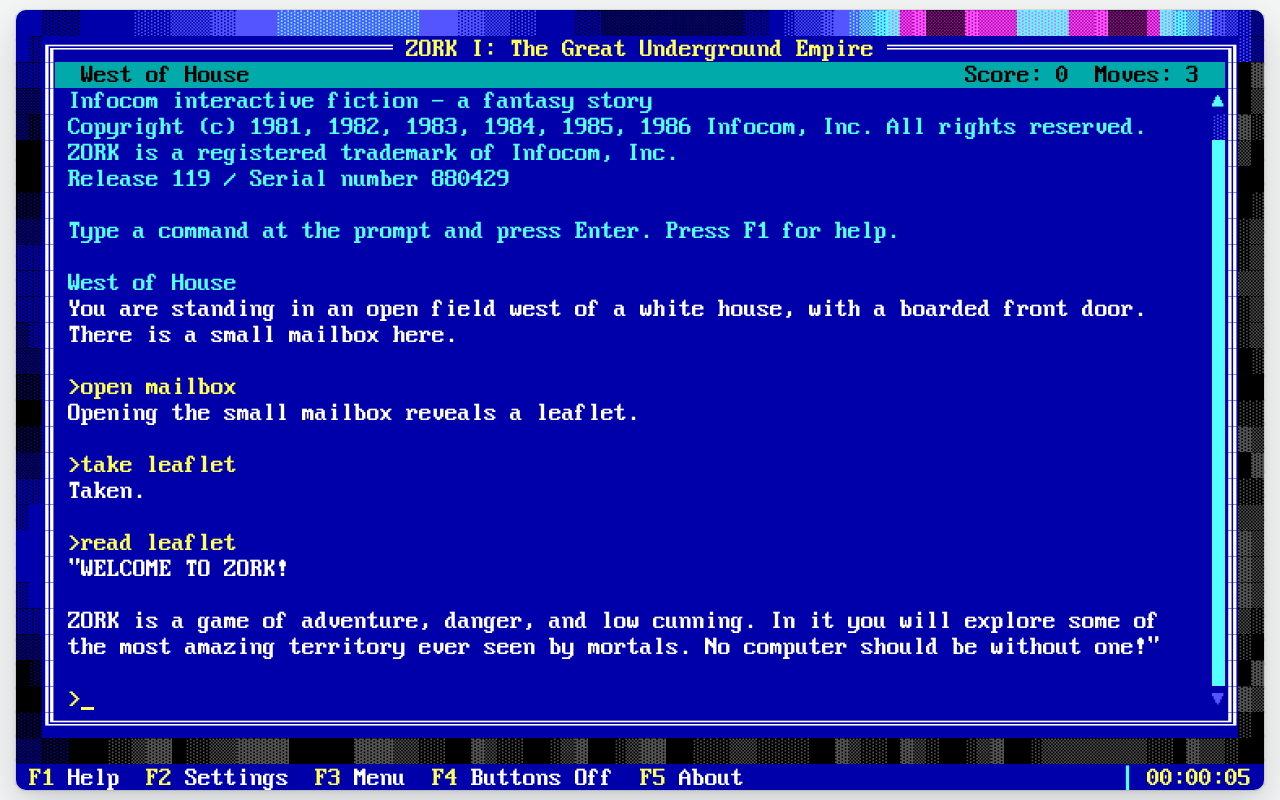 ZORK I: The Great Underground Empire
West of House Score: 0 Moves: 3
Infocom interactive fiction - a fantasy story
Copyright (c) 1981, 1982, 1983, 1984, 1985, 1986 Infocom, Inc. All rights reserved.
ZORK is a registered trademark of Infocom, Inc.
Release 119 / Serial number 880429
Type a command at the prompt and press Enter. Press F1 for help.
West of House
You are standing in an open field west of a white house, with a boarded front door.
There is a small mailbox here.
>open mailbox
Opening the small mailbox reveals a leaflet.
>take leaflet
Taken.
>read leaflet
"WELCOME TO ZORK!
ZORK is a game of adventure, danger, and low cunning. In it you will explore some of
the most amazing territory ever seen by mortals. No computer should be without one!"
>_
F1 Help F2 Settings F3 Menu F4 Buttons Off F5 About 00:00:05